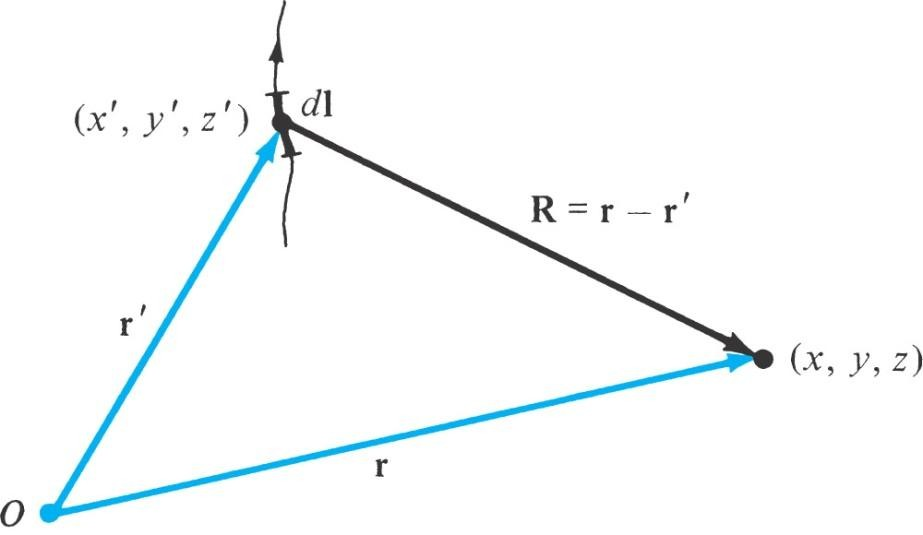 (x′, y′, z′)
dl
R = r − r′
r′
(x, y, z)
r
O